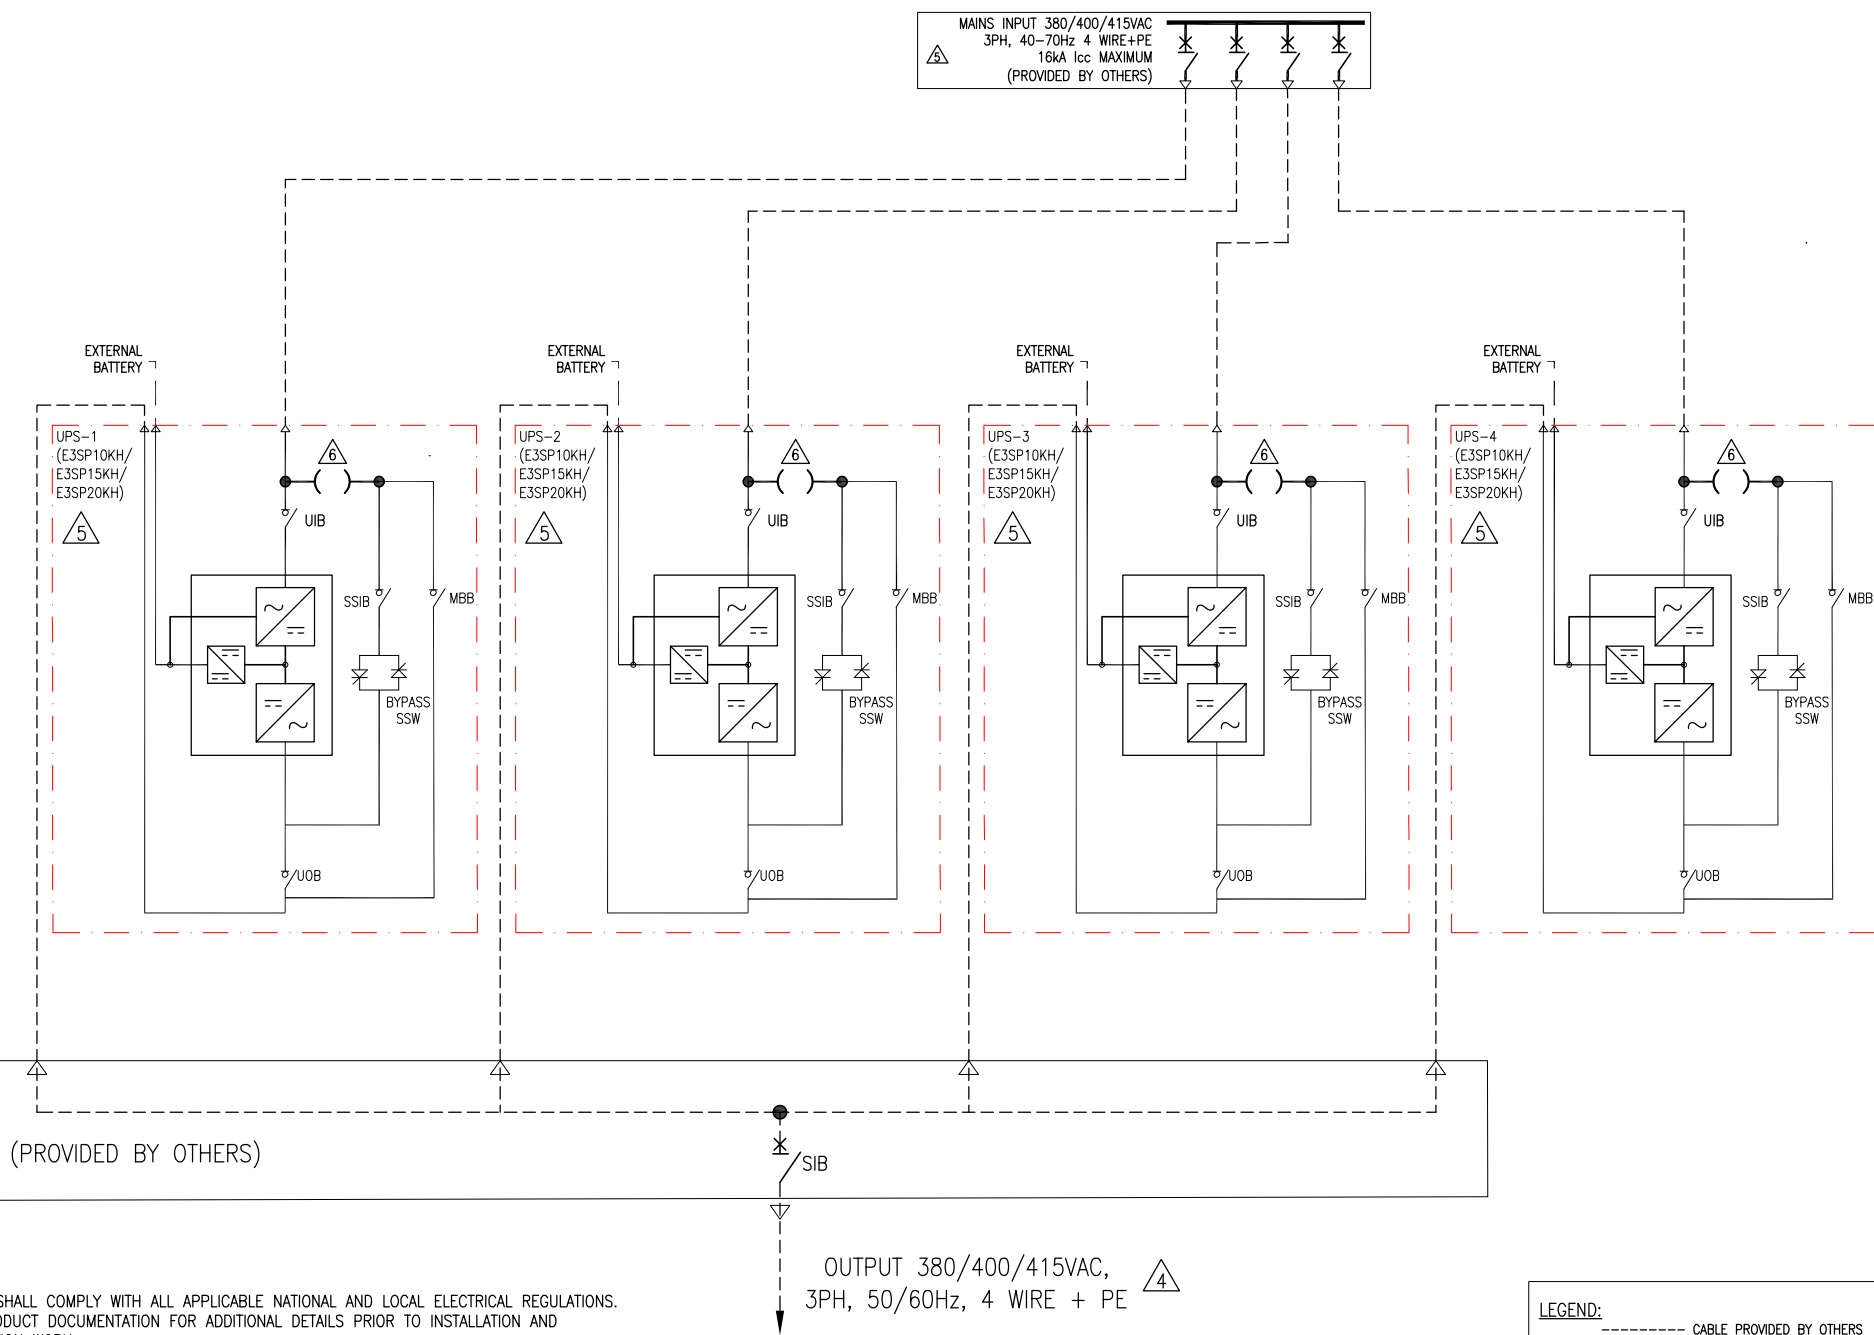 MAINS INPUT 380/400/415VAC
3PH, 40-70Hz 4 WIRE+PE
5
16kA Icc MAXIMUM
(PROVIDED BY OTHERS)
EXTERNAL
BATTERY
EXTERNAL
BATTERY
EXTERNAL
BATTERY
EXTERNAL
BATTERY
UPS-1
(E3SP10KH/
E3SP15KH/
E3SP20KH)
5
6
UIB
SSIB
MBB
BYPASS
SSW
UOB
UPS-2
(E3SP10KH/
E3SP15KH/
E3SP20KH)
5
6
UIB
SSIB
MBB
BYPASS
SSW
UOB
UPS-3
(E3SP10KH/
E3SP15KH/
E3SP20KH)
5
6
UIB
SSIB
MBB
BYPASS
SSW
UOB
UPS-4
(E3SP10KH/
E3SP15KH/
E3SP20KH)
5
6
UIB
SSIB
MBB
BYPASS
SSW
UOB
(PROVIDED BY OTHERS)
SIB
OUTPUT 380/400/415VAC,
3PH, 50/60Hz, 4 WIRE + PE
4
SHALL COMPLY WITH ALL APPLICABLE NATIONAL AND LOCAL ELECTRICAL REGULATIONS.
DOCUMENTATION FOR ADDITIONAL DETAILS PRIOR TO INSTALLATION AND
LEGEND:
CABLE PROVIDED BY OTHERS